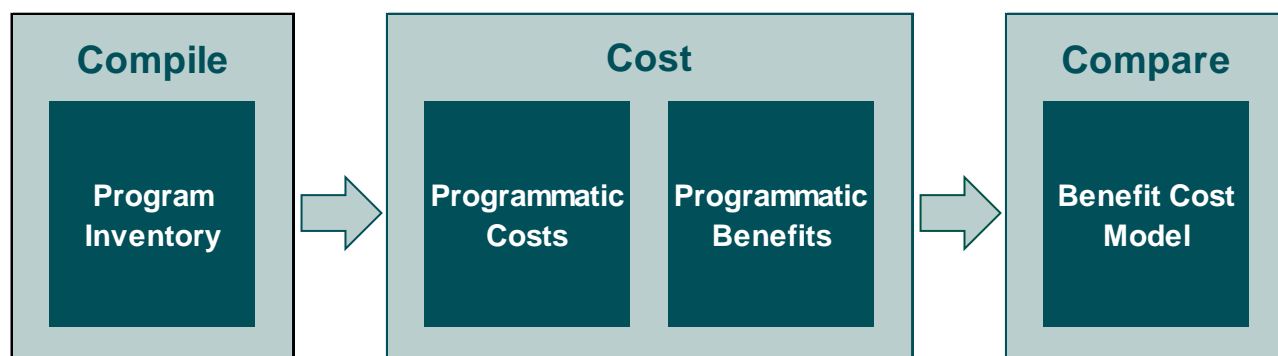 Compile
Program
Inventory
Cost
Programmatic
Costs
Programmatic
Benefits
Compare
Benefit Cost
Model